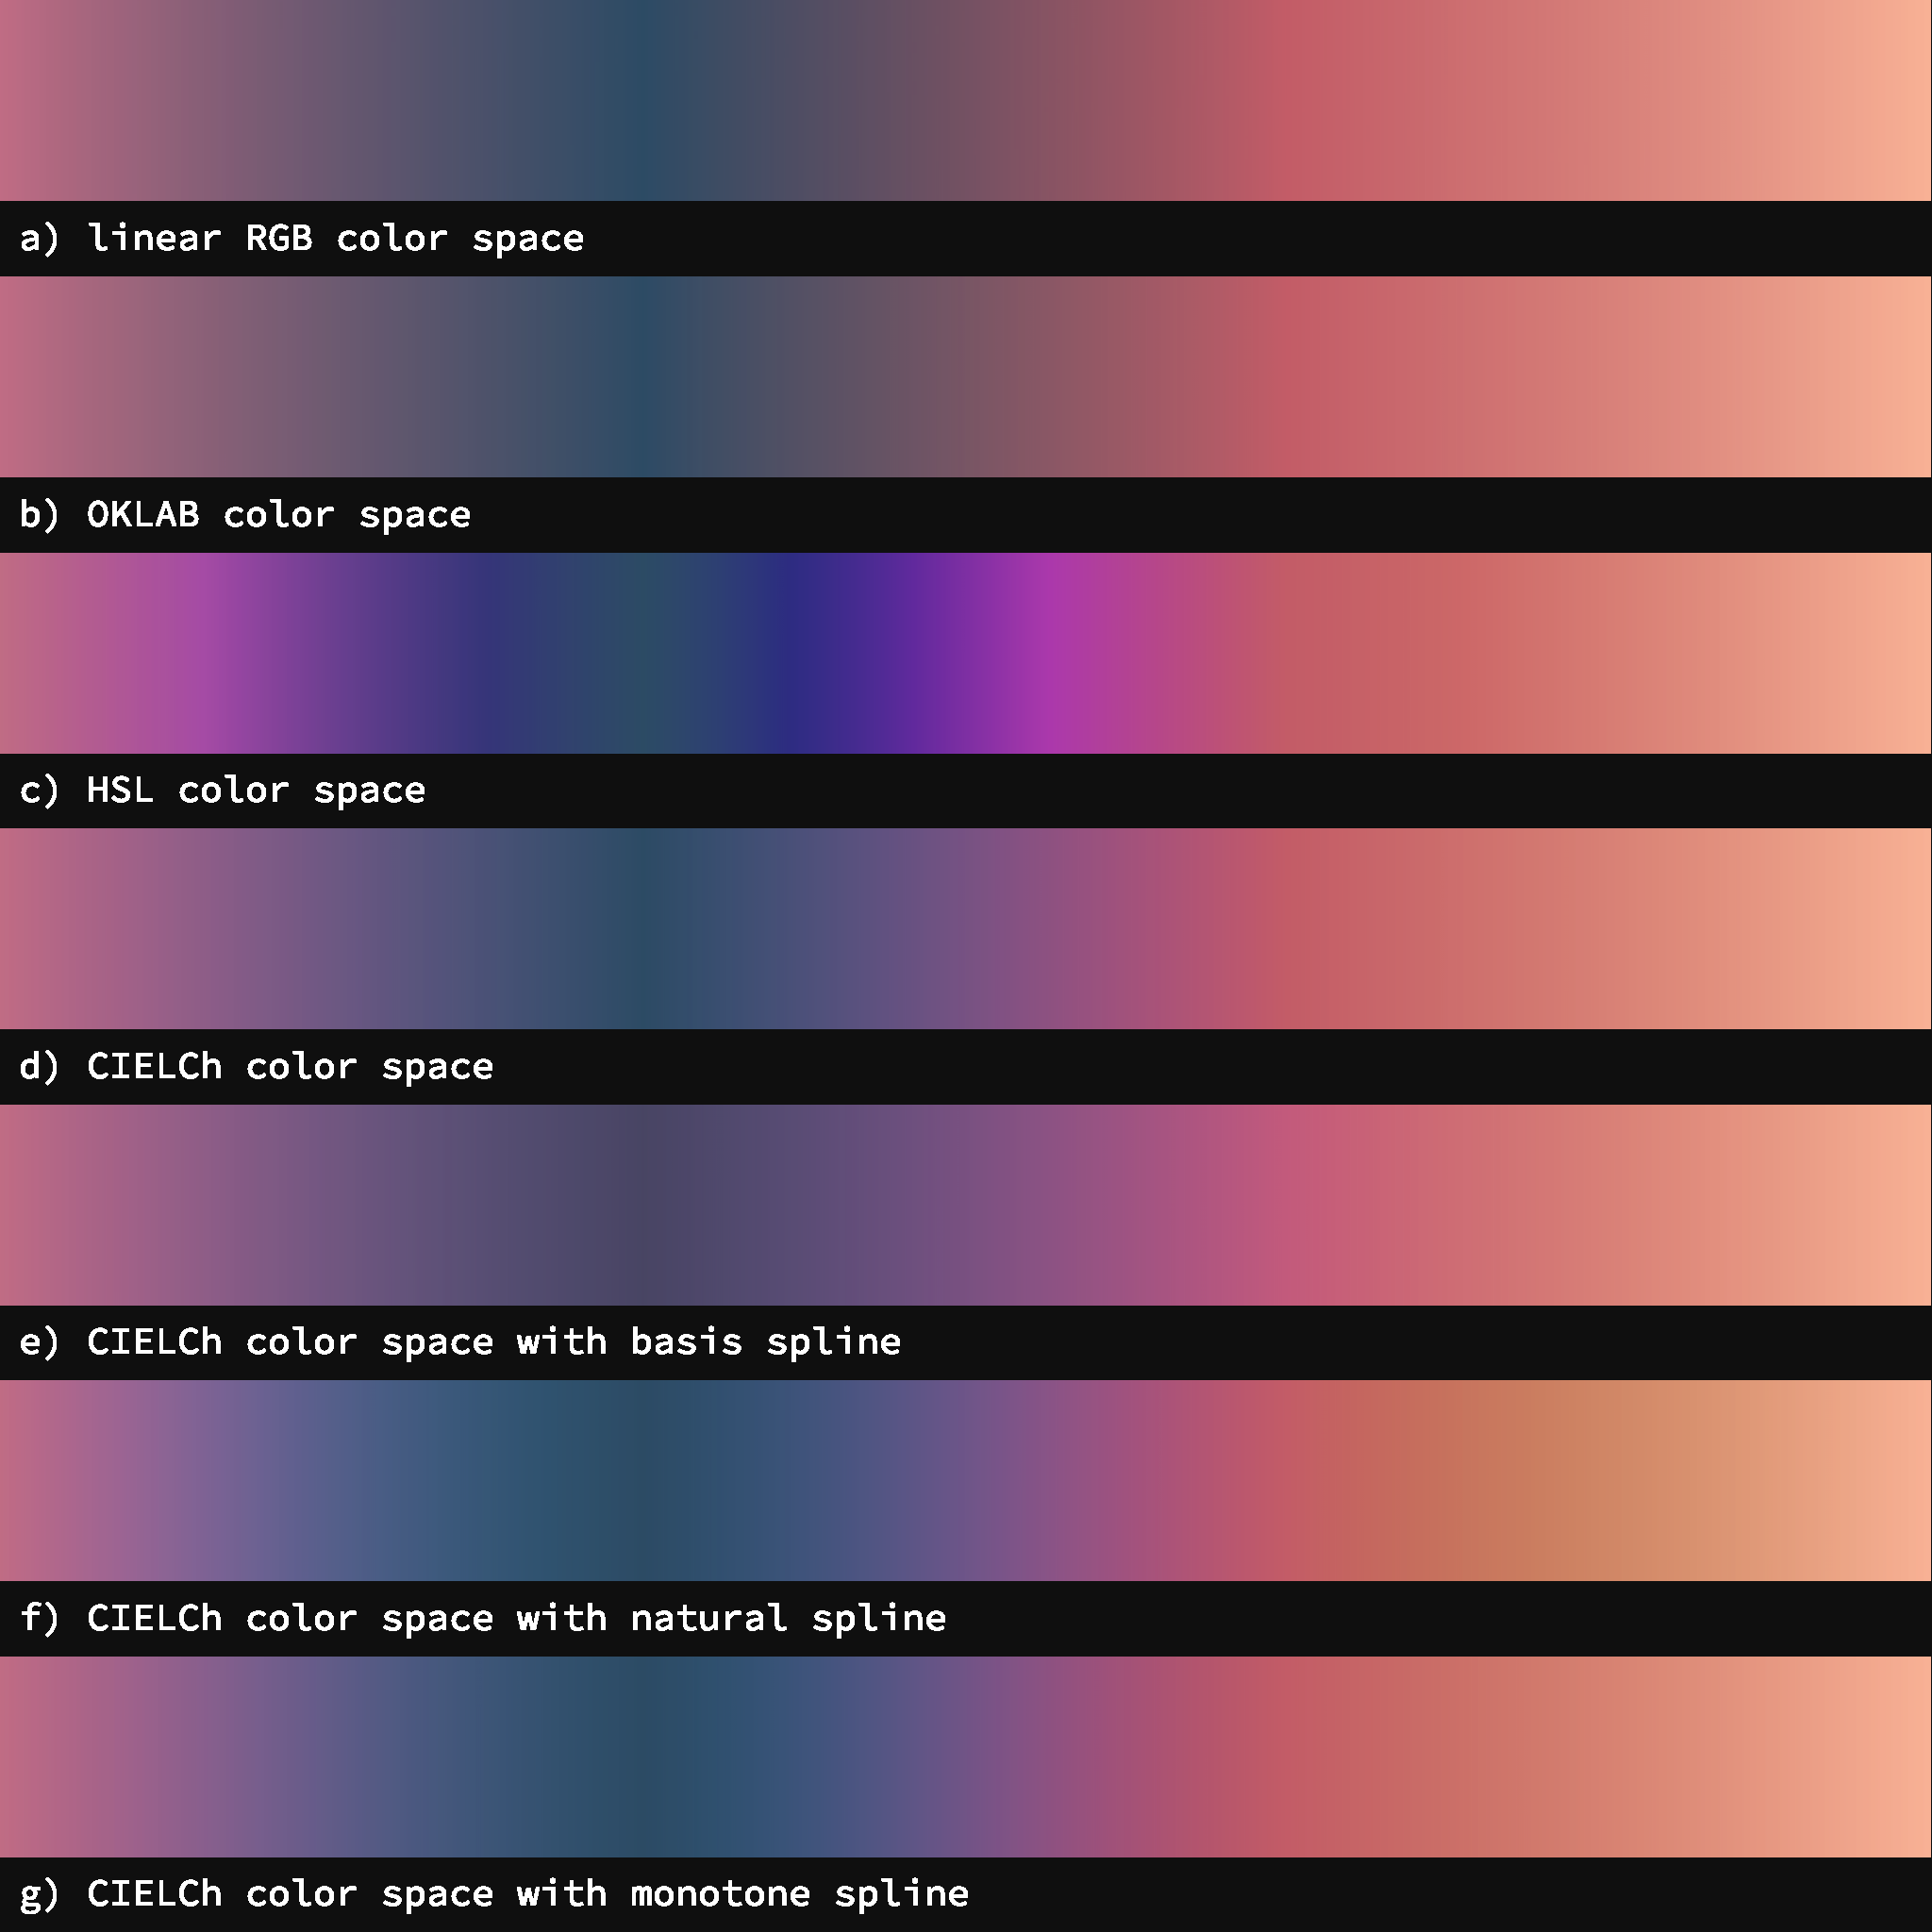 a) linear RGB color space
b) OKLAB color space
c) HSL color space
d) CIELCh color space
e) CIELCh color space with basis spline
f) CIELCh color space with natural spline
g) CIELCh color space with monotone spline